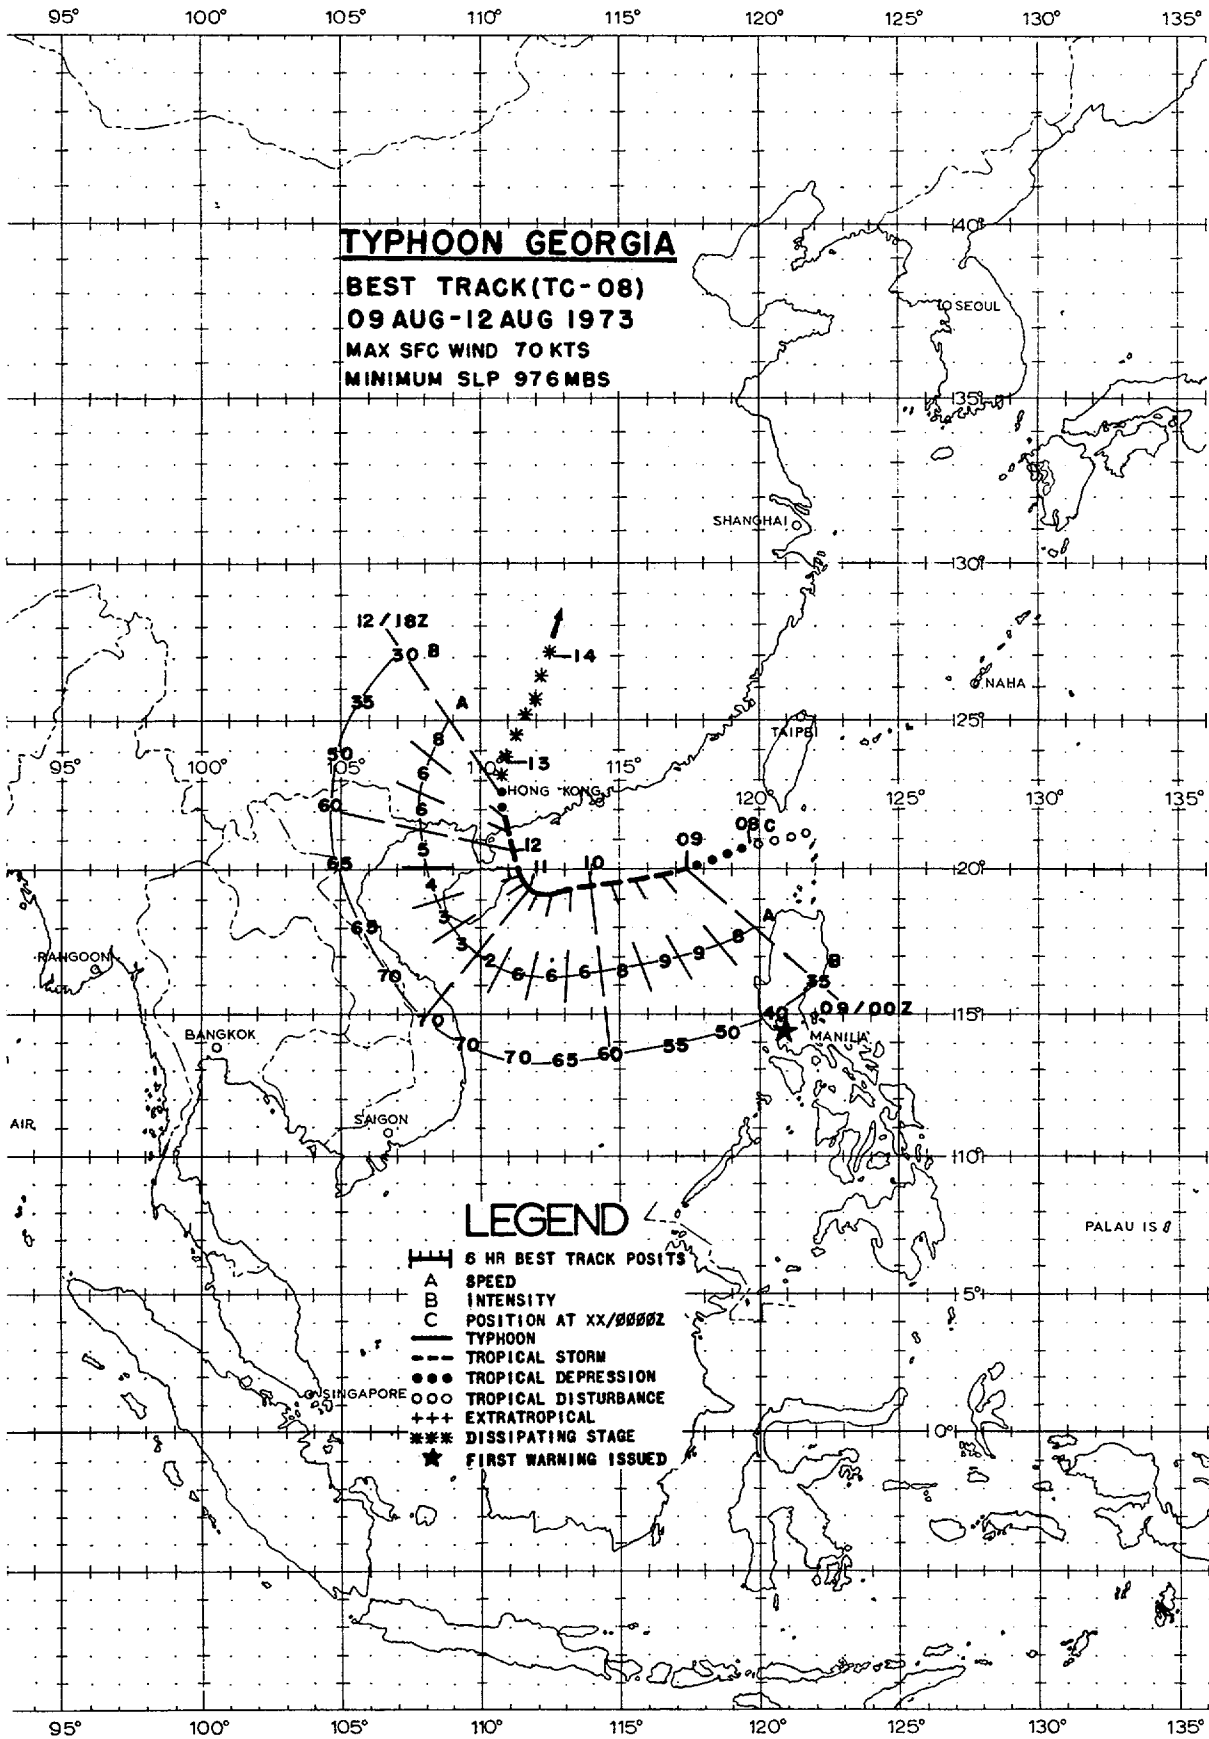 95° 100° 105° 110° 115° 120° 125° 130° 135°
40°
TYPHOON GEORGIA
BEST TRACK(TC-08)
09 AUG-12 AUG 1973
MAX SFC WIND 70 KTS
MINIMUM SLP 976 MBS
SEOUL
35°
SHANGHAI
30°
12/18Z
30 B
14
NAHA
35
A
25°
TAIPEI
8
50
13
95° 100° 105° 110° 115° 120° 125° 130° 135°
6
HONG KONG
60
6
08 C
09
12
5
65
11
10
20°
4
3
A
65
3
8
RANGOON
2
6
6
6
8
9
9
B
70
35
09/00Z
70
40
15°
BANGKOK
MANILA
50
70
70
65
60
55
SAIGON
AIR
10°
LEGEND
PALAU IS
6 HR BEST TRACK POSITS
A SPEED
B INTENSITY
5°
C POSITION AT XX/0000Z
TYPHOON
TROPICAL STORM
TROPICAL DEPRESSION
SINGAPORE
TROPICAL DISTURBANCE
EXTRATROPICAL
0°
DISSIPATING STAGE
FIRST WARNING ISSUED
95° 100° 105° 110° 115° 120° 125° 130° 135°